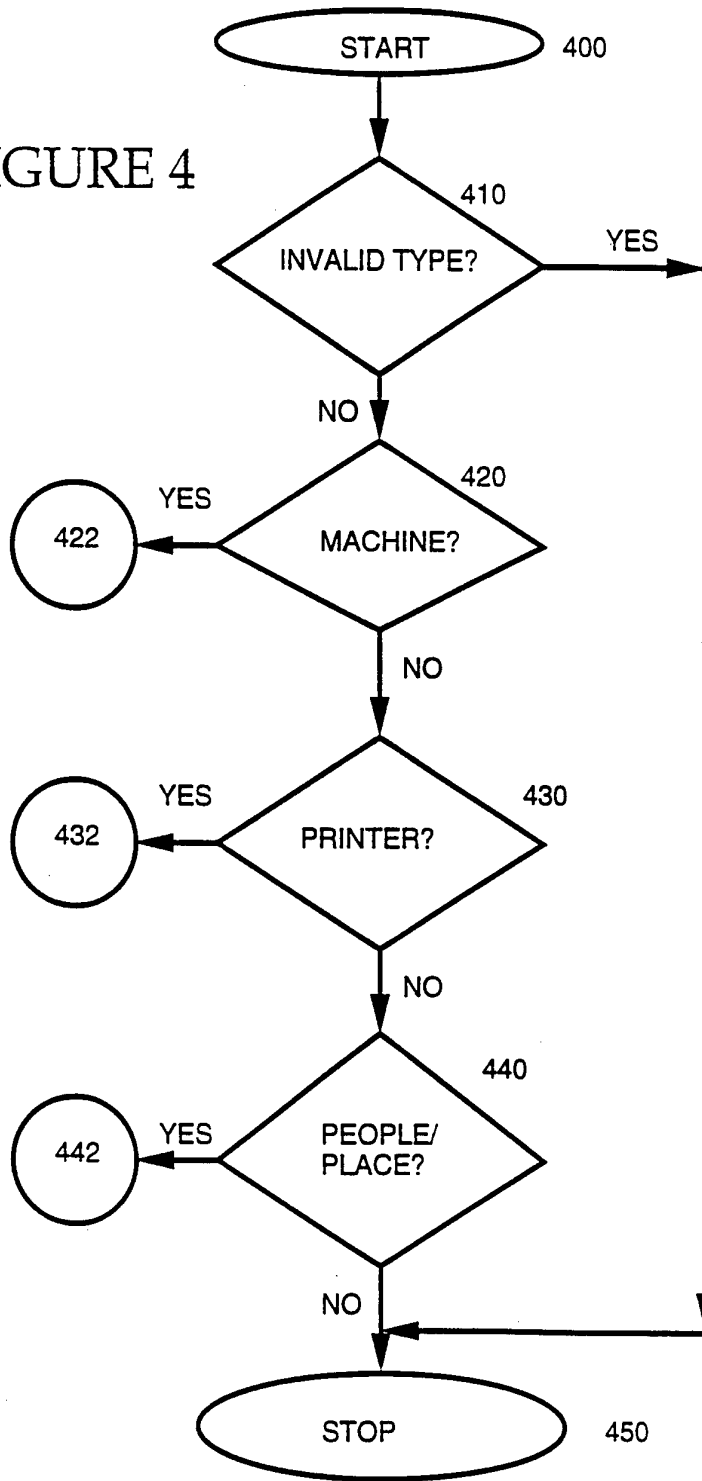 START 400
IGURE 4
410
INVALID TYPE?
YES
NO
420
YES
422
MACHINE?
NO
YES
430
432
PRINTER?
NO
440
YES
442
PEOPLE/
PLACE?
NO
STOP 450